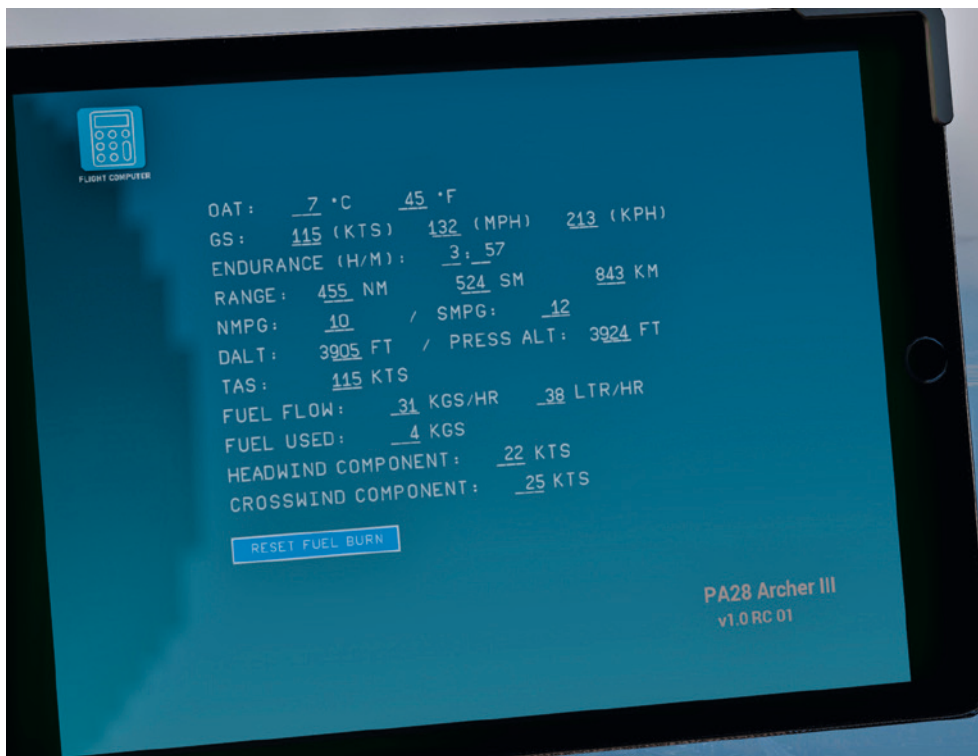 FLIGHT COMPUTER
OAT: 7 °C 45 °F
GS: 115 (KTS) 132 (MPH) 213 (KPH)
ENDURANCE (H/M): 3: 57
RANGE: 455 NM 524 SM 843 KM
NMPG: 10 / SMPG: 12
DALT: 3905 FT / PRESS ALT: 3924 FT
TAS: 115 KTS
FUEL FLOW: 31 KGS/HR 38 LTR/HR
FUEL USED: 4 KGS
HEADWIND COMPONENT: 22 KTS
CROSSWIND COMPONENT: 25 KTS
RESET FUEL BURN
PA28 Archer III
v1.0 RC 01